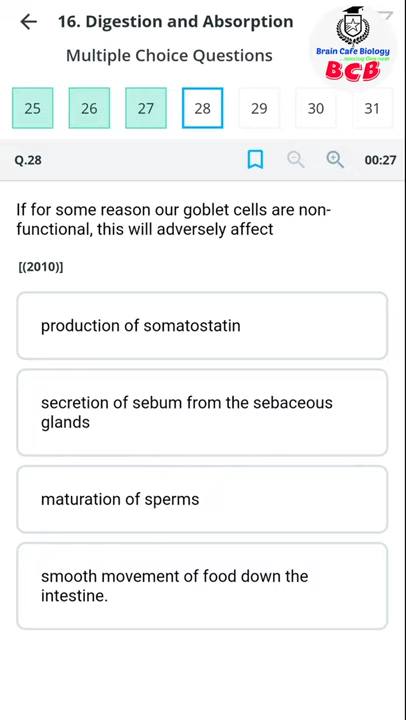 16. Digestion and Absorption
Multiple Choice Questions
Brain Cafe Biology
BCB
25 26 27 28 29 30 31
Q.28 00:27
If for some reason our goblet cells are non-
functional, this will adversely affect
[(2010)]
production of somatostatin
secretion of sebum from the sebaceous
glands
maturation of sperms
smooth movement of food down the
intestine.